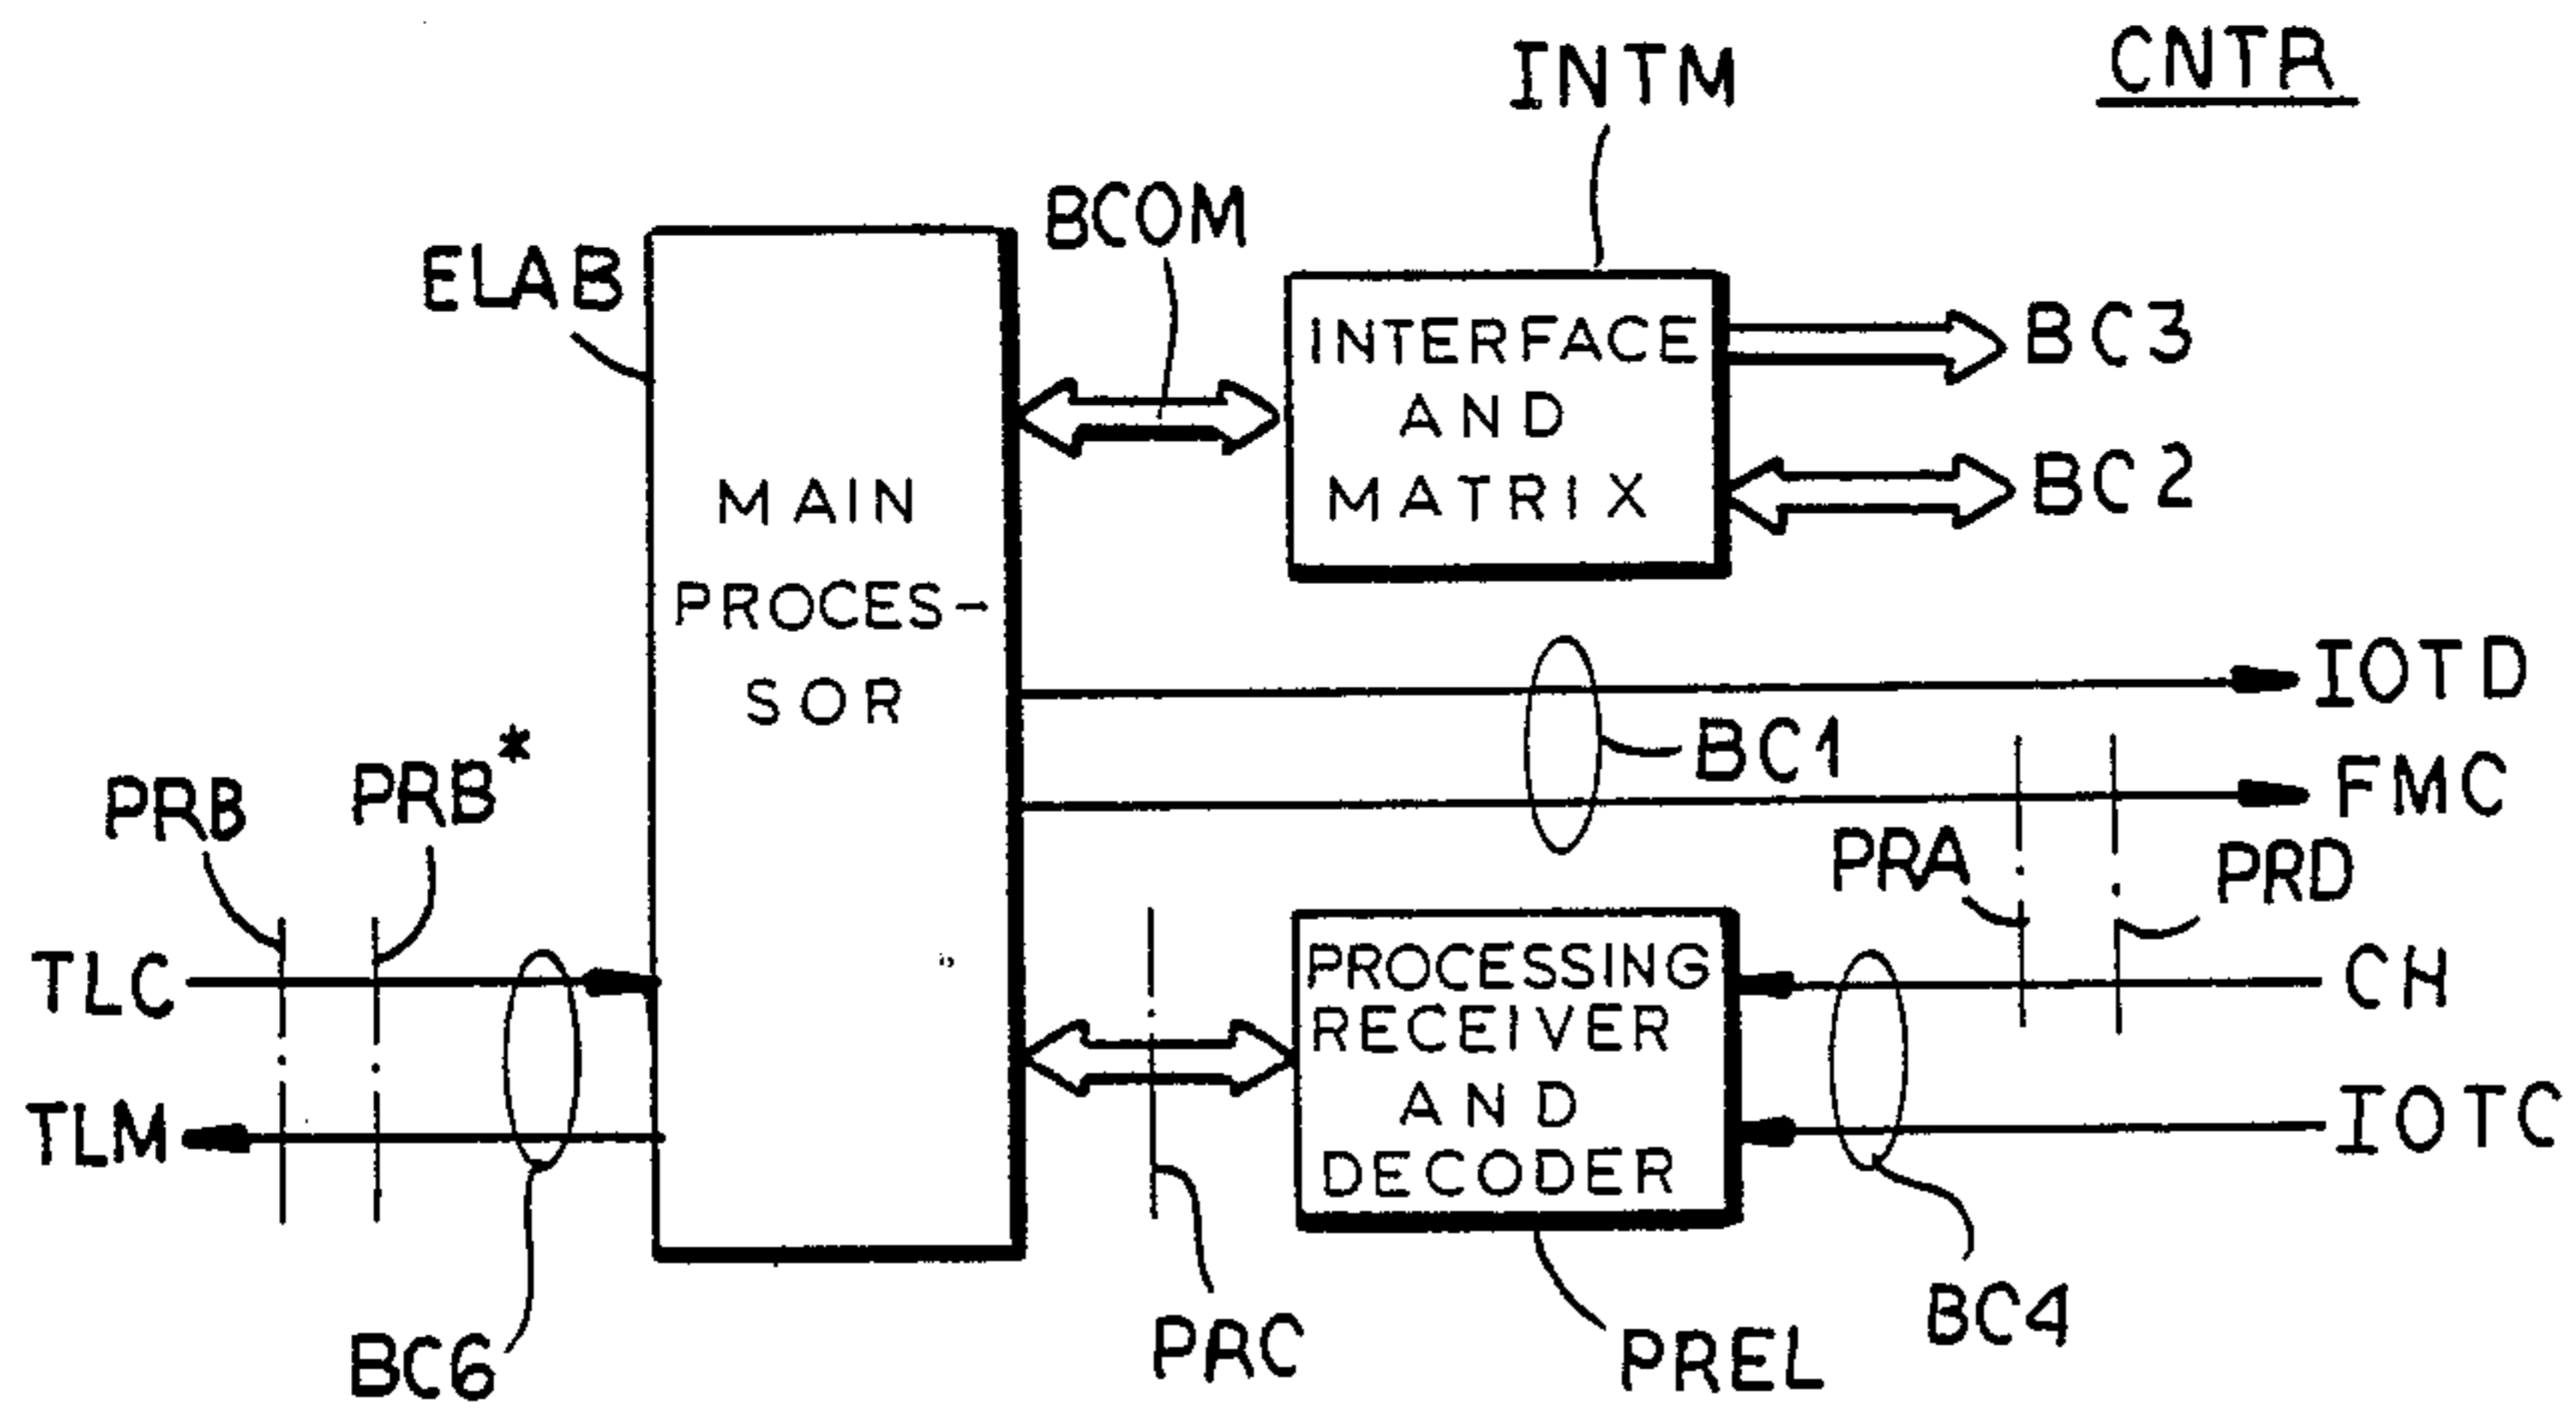 CNTR
INTM
BCOM
ELAB
INTERFACE
AND
MATRIX
BC3
BC2
MAIN
PROCES-
SOR
IOTD
BC1
FMC
PRB
PRB*
PRA
PRD
TLC
TLM
PROCESSING
RECEIVER
AND
DECODER
CH
IOTC
BC6
PRC
PREL
BC4